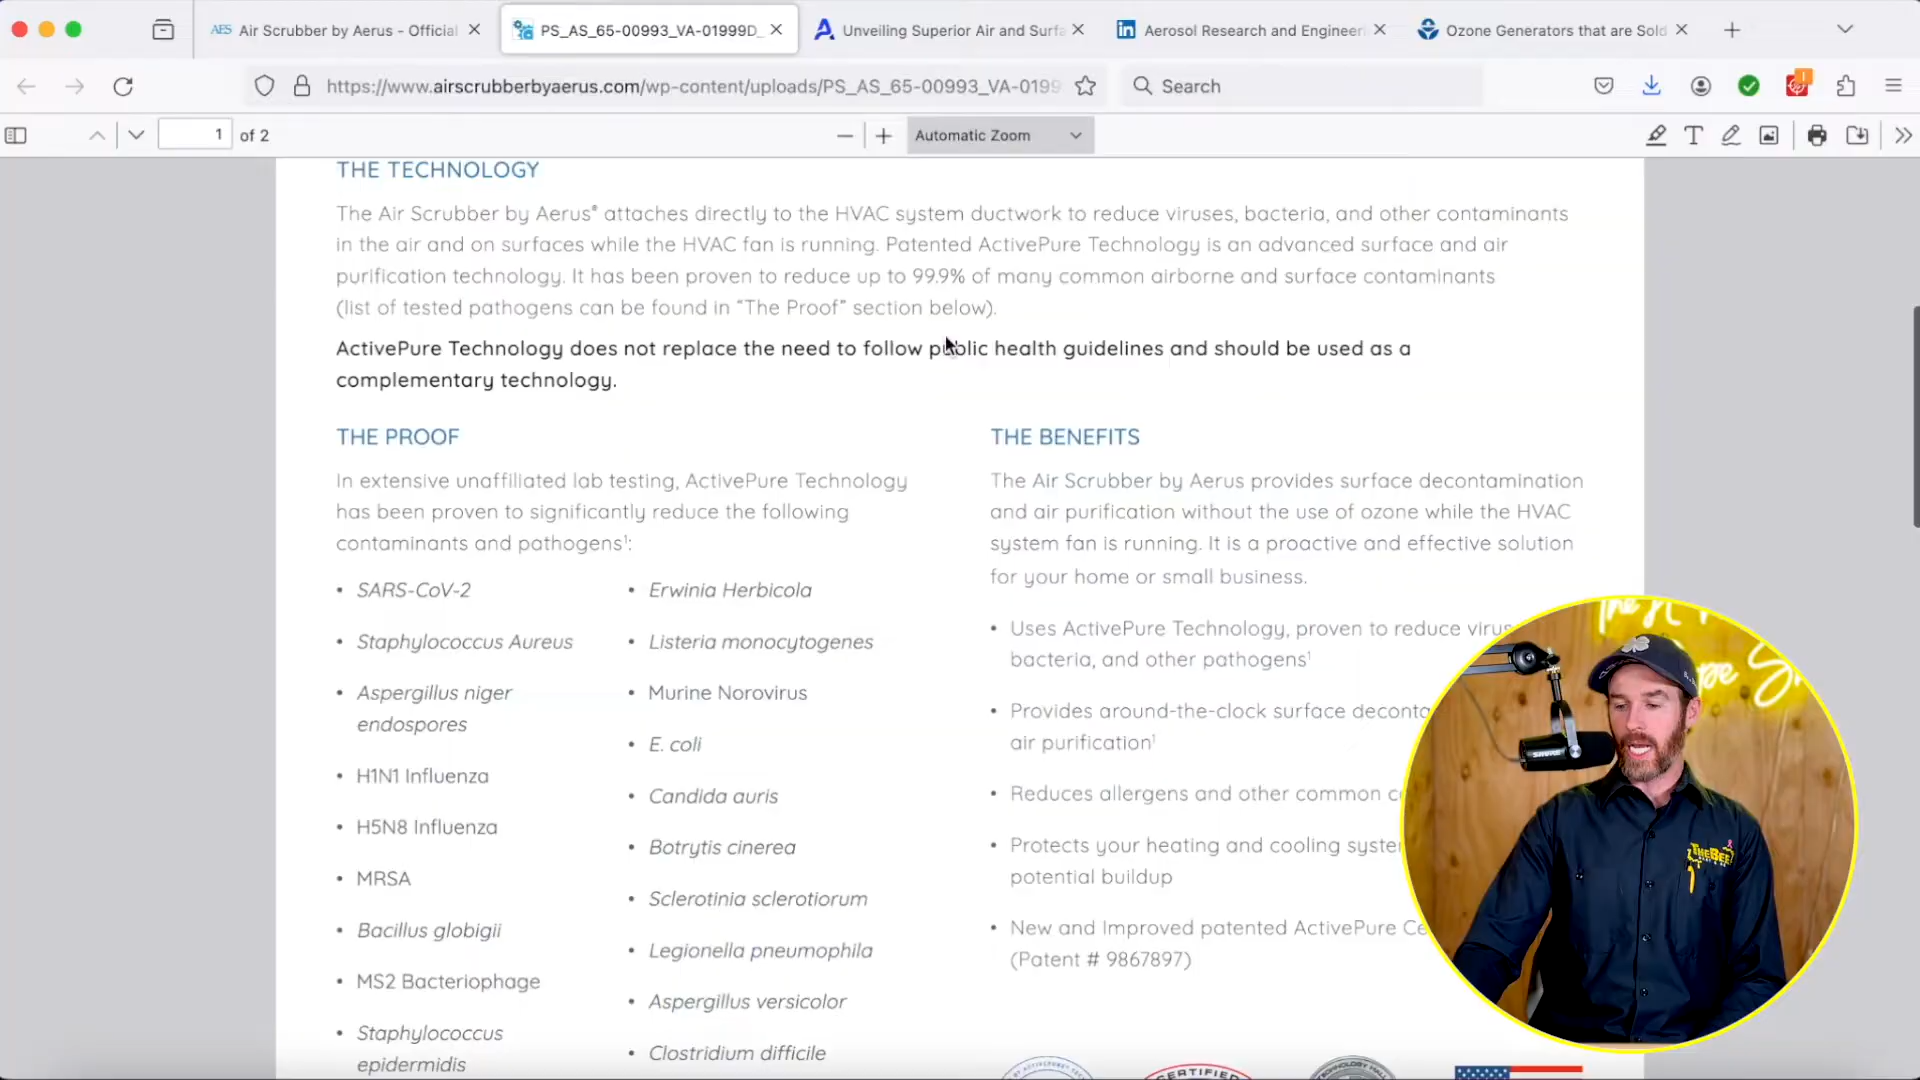 AES Air Scrubber by Aerus - Official
PS_AS_65-00993_VA-01999D_
Unveiling Superior Air and Surfa
Aerosol Research and Engineeri
Ozone Generators that are Sold
https://www.airscrubberbyaerus.com/wp-content/uploads/PS_AS_65-00993_VA-0199
Search
1 of 2
Automatic Zoom
THE TECHNOLOGY
The Air Scrubber by Aerus® attaches directly to the HVAC system ductwork to reduce viruses, bacteria, and other contaminants
in the air and on surfaces while the HVAC fan is running. Patented ActivePure Technology is an advanced surface and air
purification technology. It has been proven to reduce up to 99.9% of many common airborne and surface contaminants
(list of tested pathogens can be found in “The Proof” section below).
ActivePure Technology does not replace the need to follow public health guidelines and should be used as a
complementary technology.
THE PROOF
In extensive unaffiliated lab testing, ActivePure Technology
has been proven to significantly reduce the following
contaminants and pathogens¹:
• SARS-CoV-2
• Staphylococcus Aureus
• Aspergillus niger
endospores
• H1N1 Influenza
• H5N8 Influenza
• MRSA
• Bacillus globigii
• MS2 Bacteriophage
• Staphylococcus
epidermidis
• Erwinia Herbicola
• Listeria monocytogenes
• Murine Norovirus
• E. coli
• Candida auris
• Botrytis cinerea
• Sclerotinia sclerotiorum
• Legionella pneumophila
• Aspergillus versicolor
• Clostridium difficile
THE BENEFITS
The Air Scrubber by Aerus provides surface decontamination
and air purification without the use of ozone while the HVAC
system fan is running. It is a proactive and effective solution
for your home or small business.
• Uses ActivePure Technology, proven to reduce virus
bacteria, and other pathogens¹
• Provides around-the-clock surface deconta
air purification¹
• Reduces allergens and other common c
• Protects your heating and cooling syste
potential buildup
• New and Improved patented ActivePure Ce
(Patent # 9867897)
CERTIFIED
SHURE